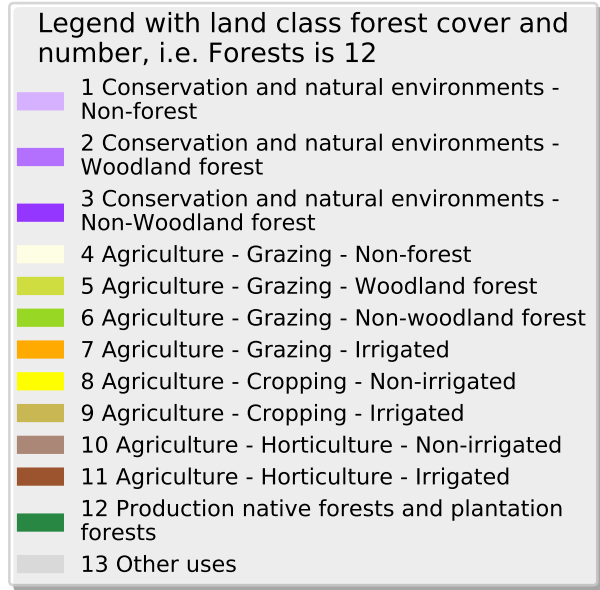 Legend with land class forest cover and
number, i.e. Forests is 12
1 Conservation and natural environments -
Non-forest
2 Conservation and natural environments -
Woodland forest
3 Conservation and natural environments -
Non-Woodland forest
4 Agriculture - Grazing - Non-forest
5 Agriculture - Grazing - Woodland forest
6 Agriculture - Grazing - Non-woodland forest
7 Agriculture - Grazing - Irrigated
8 Agriculture - Cropping - Non-irrigated
9 Agriculture - Cropping - Irrigated
10 Agriculture - Horticulture - Non-irrigated
11 Agriculture - Horticulture - Irrigated
12 Production native forests and plantation
forests
13 Other uses